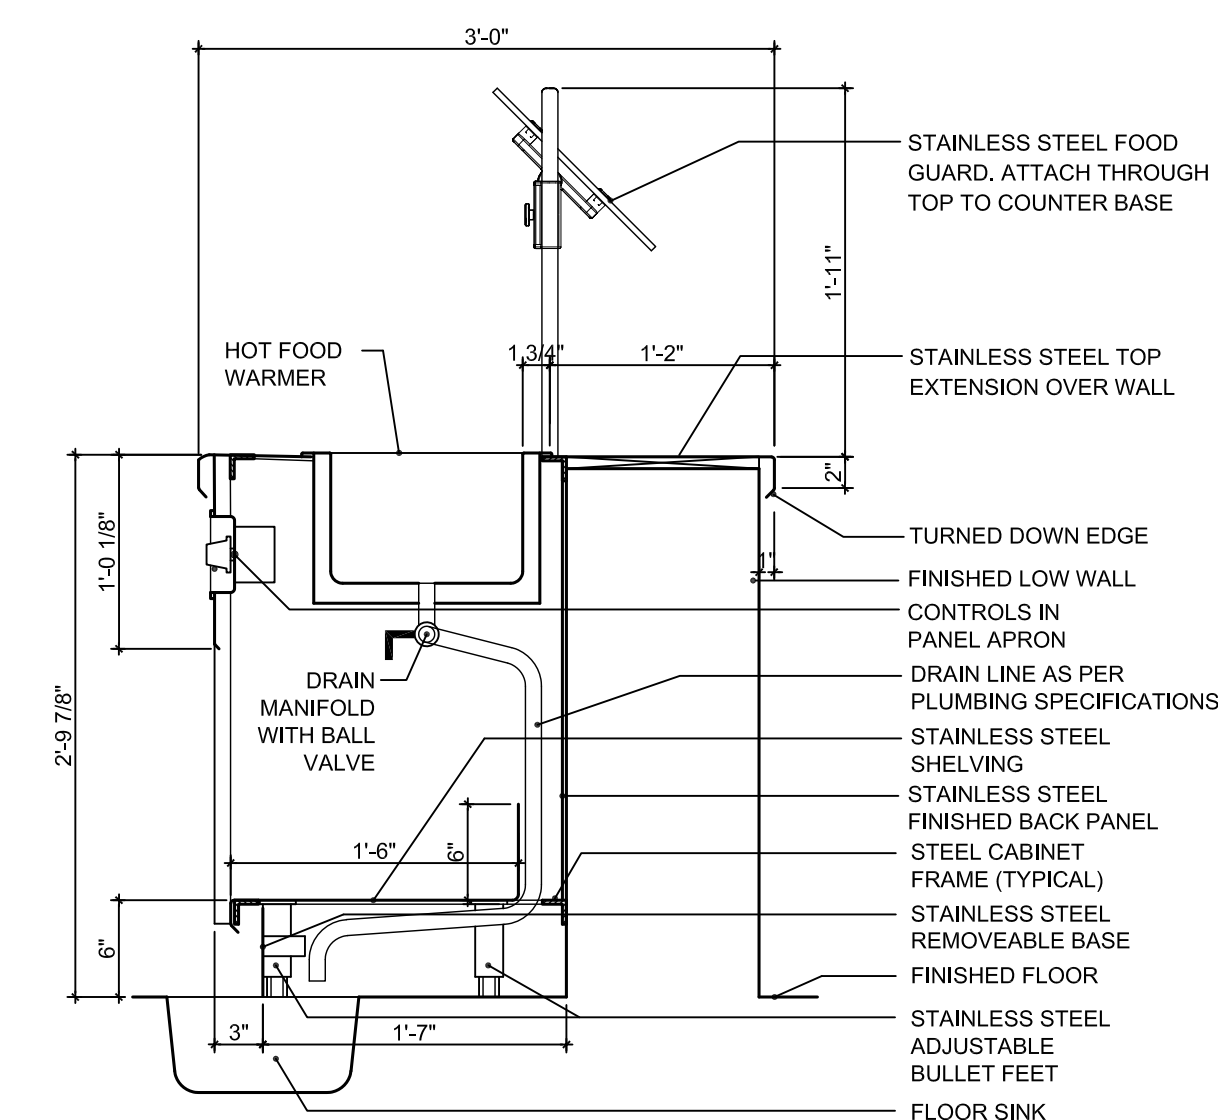 3'-0"
STAINLESS STEEL FOOD
GUARD. ATTACH THROUGH
TOP TO COUNTER BASE
1'-11"
HOT FOOD
WARMER
1 3/4"
1'-2"
STAINLESS STEEL TOP
EXTENSION OVER WALL
2"
1'-0 1/8"
TURNED DOWN EDGE
1"
FINISHED LOW WALL
CONTROLS IN
PANEL APRON
DRAIN
MANIFOLD
WITH BALL
VALVE
DRAIN LINE AS PER
PLUMBING SPECIFICATIONS
2'-9 7/8"
STAINLESS STEEL
SHELVING
STAINLESS STEEL
FINISHED BACK PANEL
1'-6"
6"
STEEL CABINET
FRAME (TYPICAL)
STAINLESS STEEL
REMOVEABLE BASE
6"
FINISHED FLOOR
3"
1'-7"
STAINLESS STEEL
ADJUSTABLE
BULLET FEET
FLOOR SINK